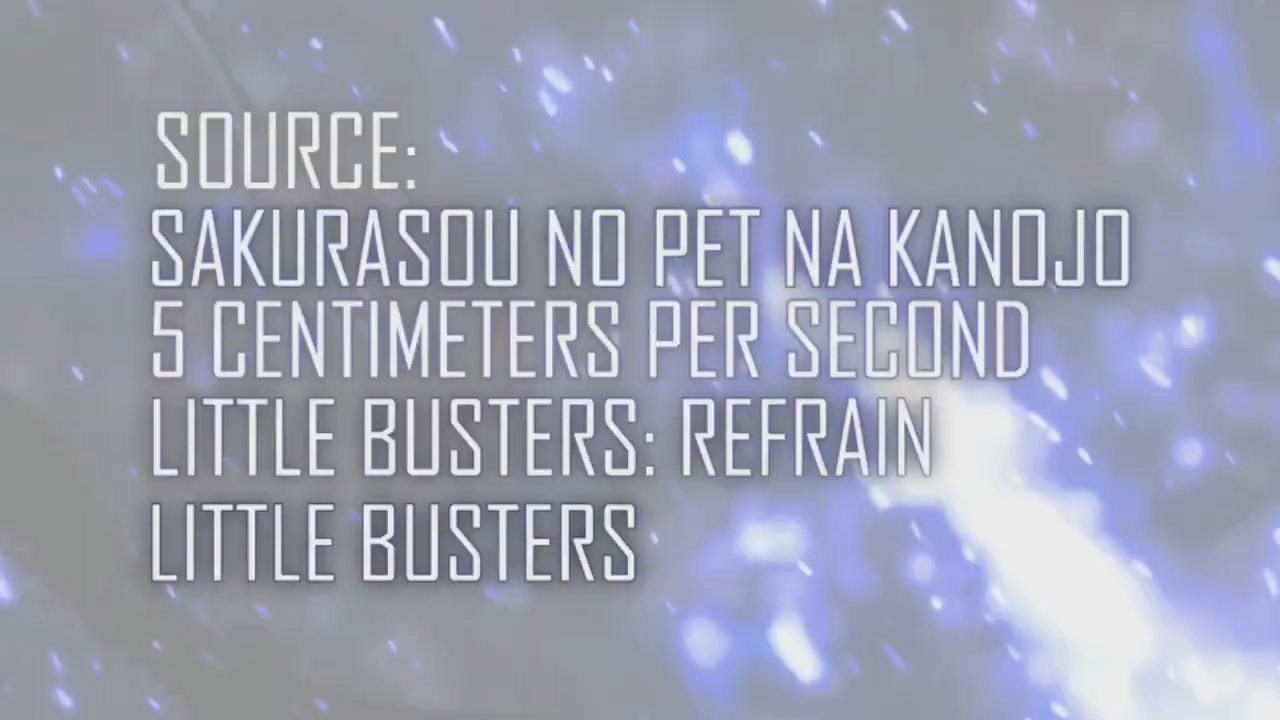 SOURCE:
SAKURASOU NO PET NA KANOJO
5 CENTIMETERS PER SECOND
LITTLE BUSTERS: REFRAIN
LITTLE BUSTERS